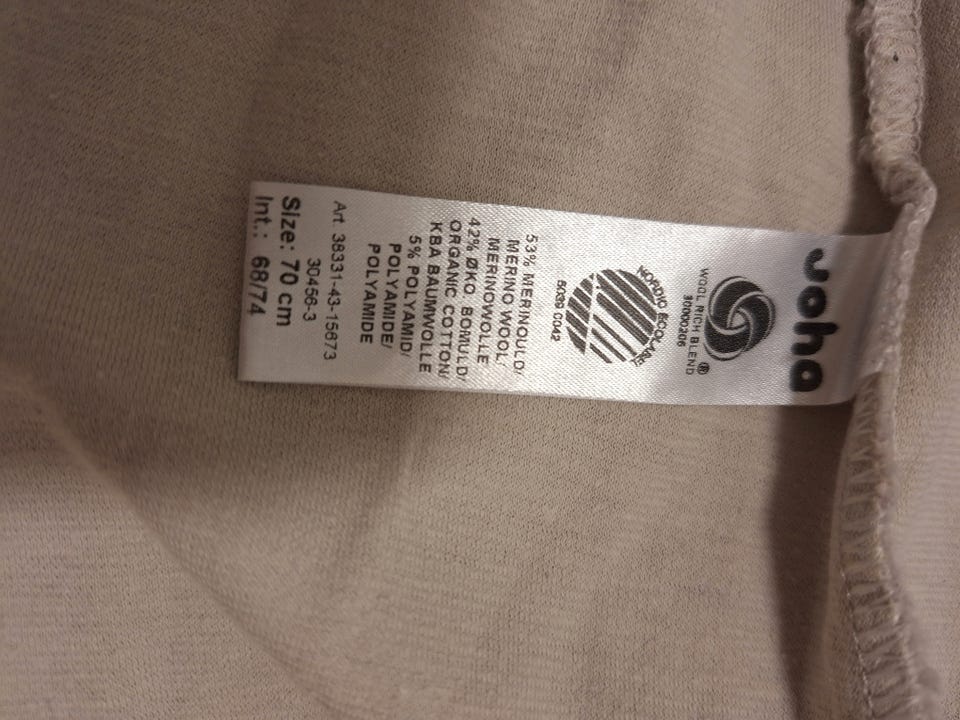 Joha
WOOL RICH BLEND
30000206
NORDIC ECOLABEL
5039 0042
53% MERINOULD/
MERINO WOOL/
MERINOWOLLE
42% ØKO. BOMULD/
ORGANIC COTTON/
KBA BAUMWOLLE
5% POLYAMID/
POLYAMIDE/
POLYAMIDE
Art. 38331-43-15673
30456-3
Size: 70 cm
Int.: 68/74